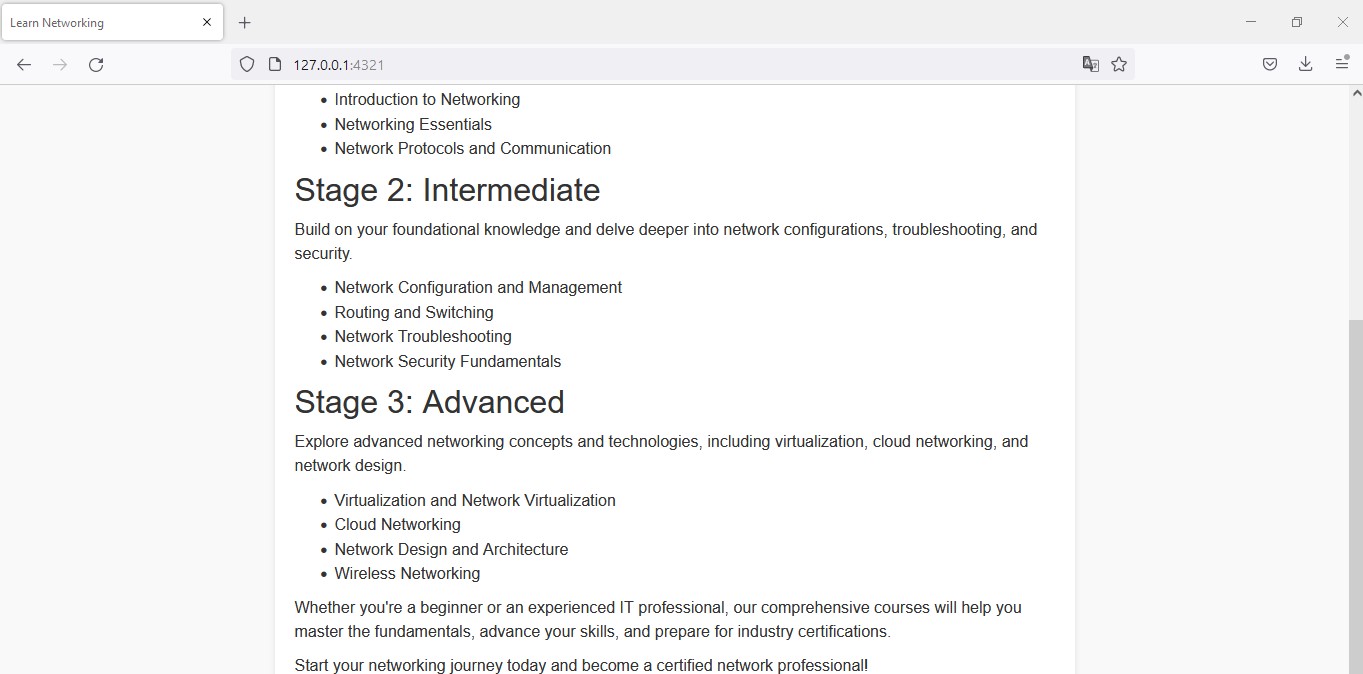 Learn Networking
127.0.0.1:4321
• Introduction to Networking
• Networking Essentials
• Network Protocols and Communication
Stage 2: Intermediate
Build on your foundational knowledge and delve deeper into network configurations, troubleshooting, and
security.
• Network Configuration and Management
• Routing and Switching
• Network Troubleshooting
• Network Security Fundamentals
Stage 3: Advanced
Explore advanced networking concepts and technologies, including virtualization, cloud networking, and
network design.
• Virtualization and Network Virtualization
• Cloud Networking
• Network Design and Architecture
• Wireless Networking
Whether you're a beginner or an experienced IT professional, our comprehensive courses will help you
master the fundamentals, advance your skills, and prepare for industry certifications.
Start your networking journey today and become a certified network professional!